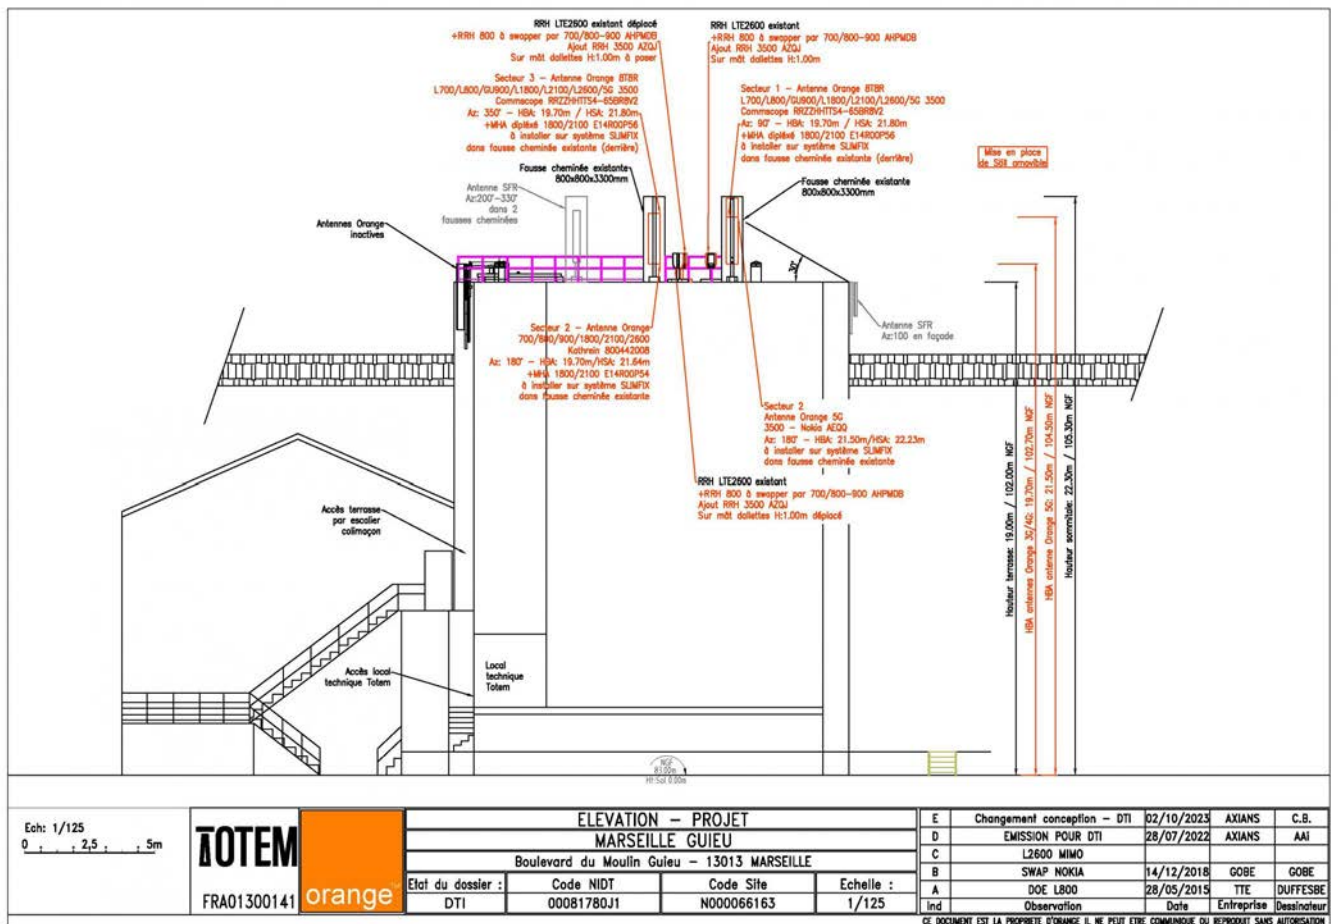 RRH LTE2600 existant déplacé
+RRH 800 à swapper par 700/800-900 AHPMDB
Ajout RRH 3500 AZQJ
Sur mât dallettes H:1.00m à poser
RRH LTE2600 existant
+RRH 800 à swapper par 700/800-900 AHPMDB
Ajout RRH 3500 AZQJ
Sur mât dallettes H:1.00m
Secteur 3 - Antenne Orange 8T8R
L700/L800/GU900/L1800/L2100/L2600/5G 3500
Commscope RRZZHHTTS4-65BR8V2
Az: 350° - HBA: 19.70m / HSA: 21.80m
+MHA diplexé 1800/2100 E14R00P56
à installer sur système SLIMFIX
dans fausse cheminée existante (derrière)
Secteur 1 - Antenne Orange 8T8R
L700/L800/GU900/L1800/L2100/L2600/5G 3500
Commscope RRZZHHTTS4-65BR8V2
Az: 90° - HBA: 19.70m / HSA: 21.80m
+MHA diplexé 1800/2100 E14R00P56
à installer sur système SLIMFIX
dans fausse cheminée existante (derrière)
Mise en place
de S8Il amovible
Fausse cheminée existante
800x800x3300mm
Fausse cheminée existante
800x800x3300mm
Antenne SFR
Az:200°-330°
dans 2
fausses cheminées
Antennes Orange
inactives
30°
Antenne SFR
Az:100 en façade
Secteur 2 - Antenne Orange
700/800/900/1800/2100/2600
Kathrein 800442008
Az: 180° - HBA: 19.70m/HSA: 21.64m
+MHA 1800/2100 E14R00P54
à installer sur système SLIMFIX
dans fausse cheminée existante
Secteur 2
Antenne Orange 5G
3500 - Nokia AEQQ
Az: 180° - HBA: 21.50m/HSA: 22.23m
à installer sur système SLIMFIX
dans fausse cheminée existante
RRH LTE2600 existant
+RRH 800 à swapper par 700/800-900 AHPMDB
Ajout RRH 3500 AZQJ
Sur mât dallettes H:1.00m déplacé
Hauteur terrasse: 19.00m / 102.00m NGF
HBA antennes Orange 3G/4G: 19.70m / 102.70m NGF
HBA antenne Orange 5G: 21.50m / 104.50m NGF
Hauteur sommitale: 22.30m / 105.30m NGF
Accès terrasse
par escalier
colimaçon
Accès local
technique Totem
Local
technique
Totem
NGF
83.00m
Ht Sol 0.00m
Ech: 1/125
0 2,5 5m
TOTEM
FRA01300141
orange™
ELEVATION - PROJET
MARSEILLE GUIEU
Boulevard du Moulin Guieu - 13013 MARSEILLE
Etat du dossier : Code NIDT Code Site Echelle :
DTI 00081780J1 N000066163 1/125
E Changement conception - DTI 02/10/2023 AXIANS C.B.
D EMISSION POUR DTI 28/07/2022 AXIANS AAI
C L2600 MIMO
B SWAP NOKIA 14/12/2018 GOBE GOBE
A DOE L800 28/05/2015 TTE DUFFESBE
Ind Observation Date Entreprise Dessinateur
CE DOCUMENT EST LA PROPRIETE D'ORANGE IL NE PEUT ETRE COMMUNIQUE OU REPRODUIT SANS AUTORISATION